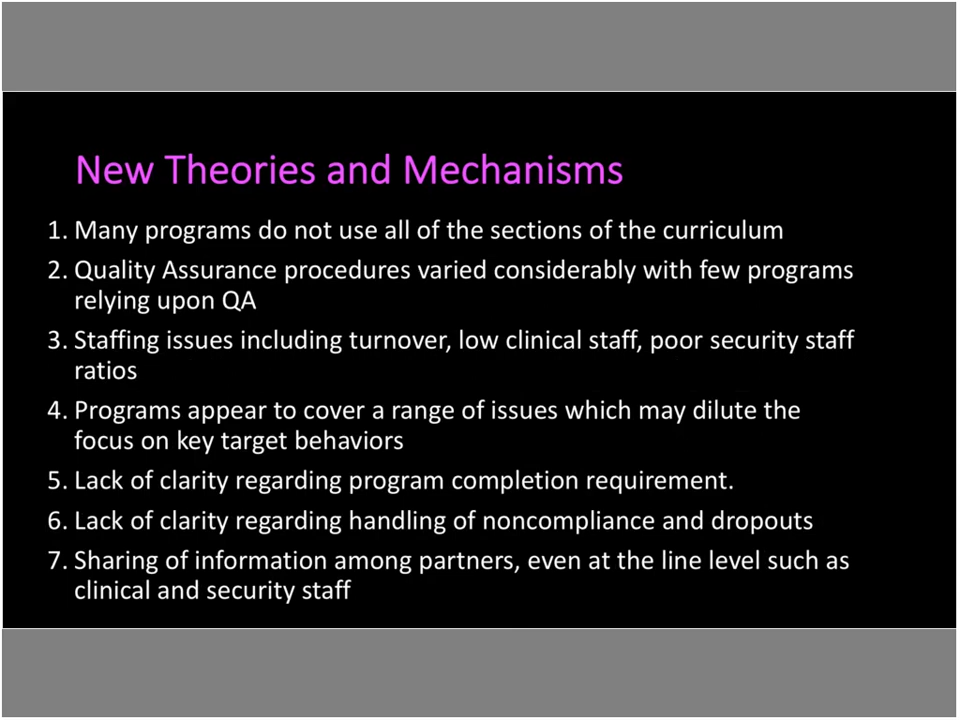 New Theories and Mechanisms
1. Many programs do not use all of the sections of the curriculum
2. Quality Assurance procedures varied considerably with few programs
relying upon QA
3. Staffing issues including turnover, low clinical staff, poor security staff
ratios
4. Programs appear to cover a range of issues which may dilute the
focus on key target behaviors
5. Lack of clarity regarding program completion requirement.
6. Lack of clarity regarding handling of noncompliance and dropouts
7. Sharing of information among partners, even at the line level such as
clinical and security staff